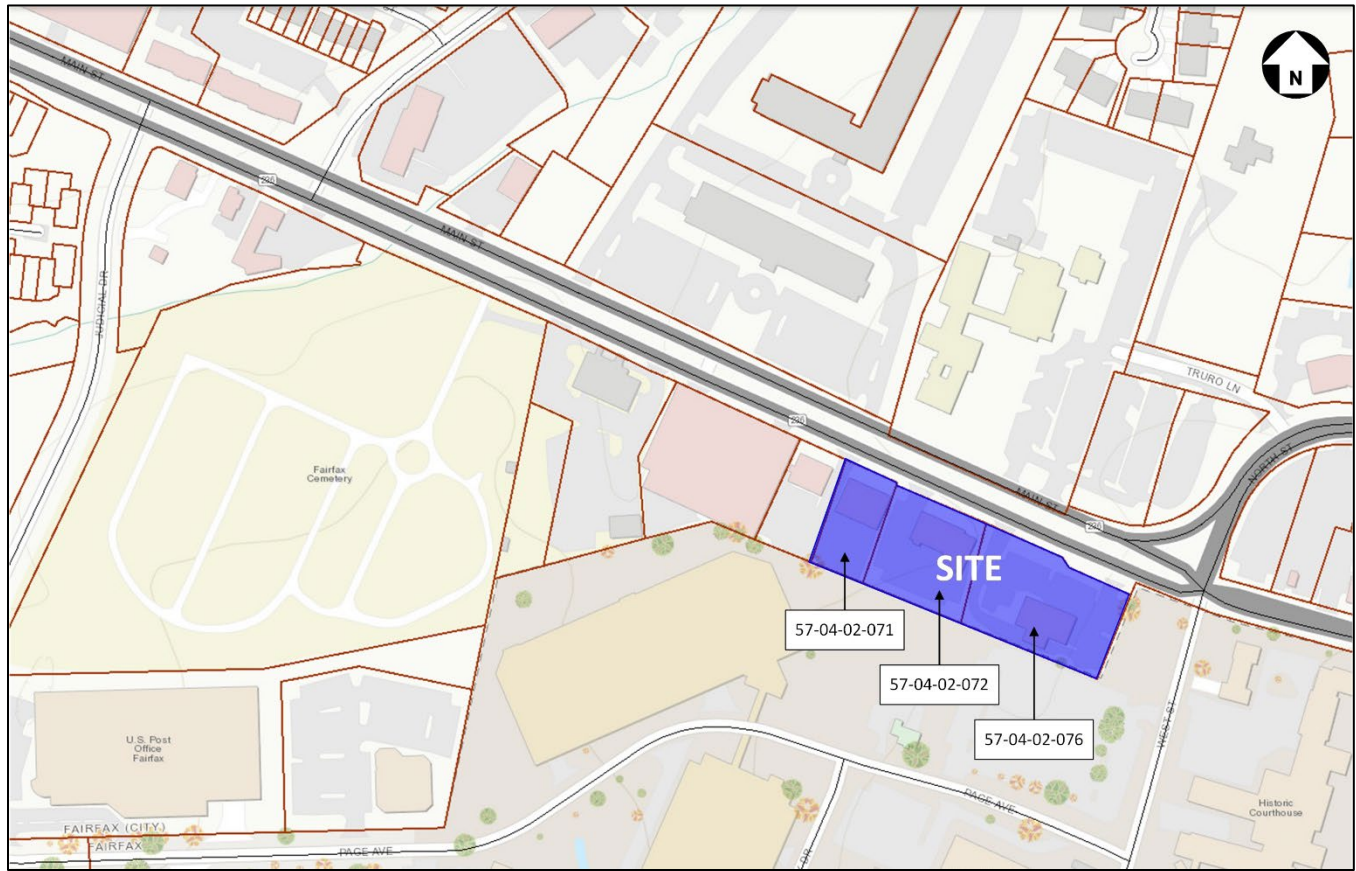 MAIN ST
N
236
MAIN ST
JUDICIAL DR
TRURO LN
236
NORTH ST
Fairfax
Cemetery
MAIN ST
236
SITE
57-04-02-071
57-04-02-072
57-04-02-076
U.S. Post
Office
Fairfax
WEST ST
PAGE AVE
Historic
Courthouse
FAIRFAX (CITY)
FAIRFAX
PAGE AVE
DR